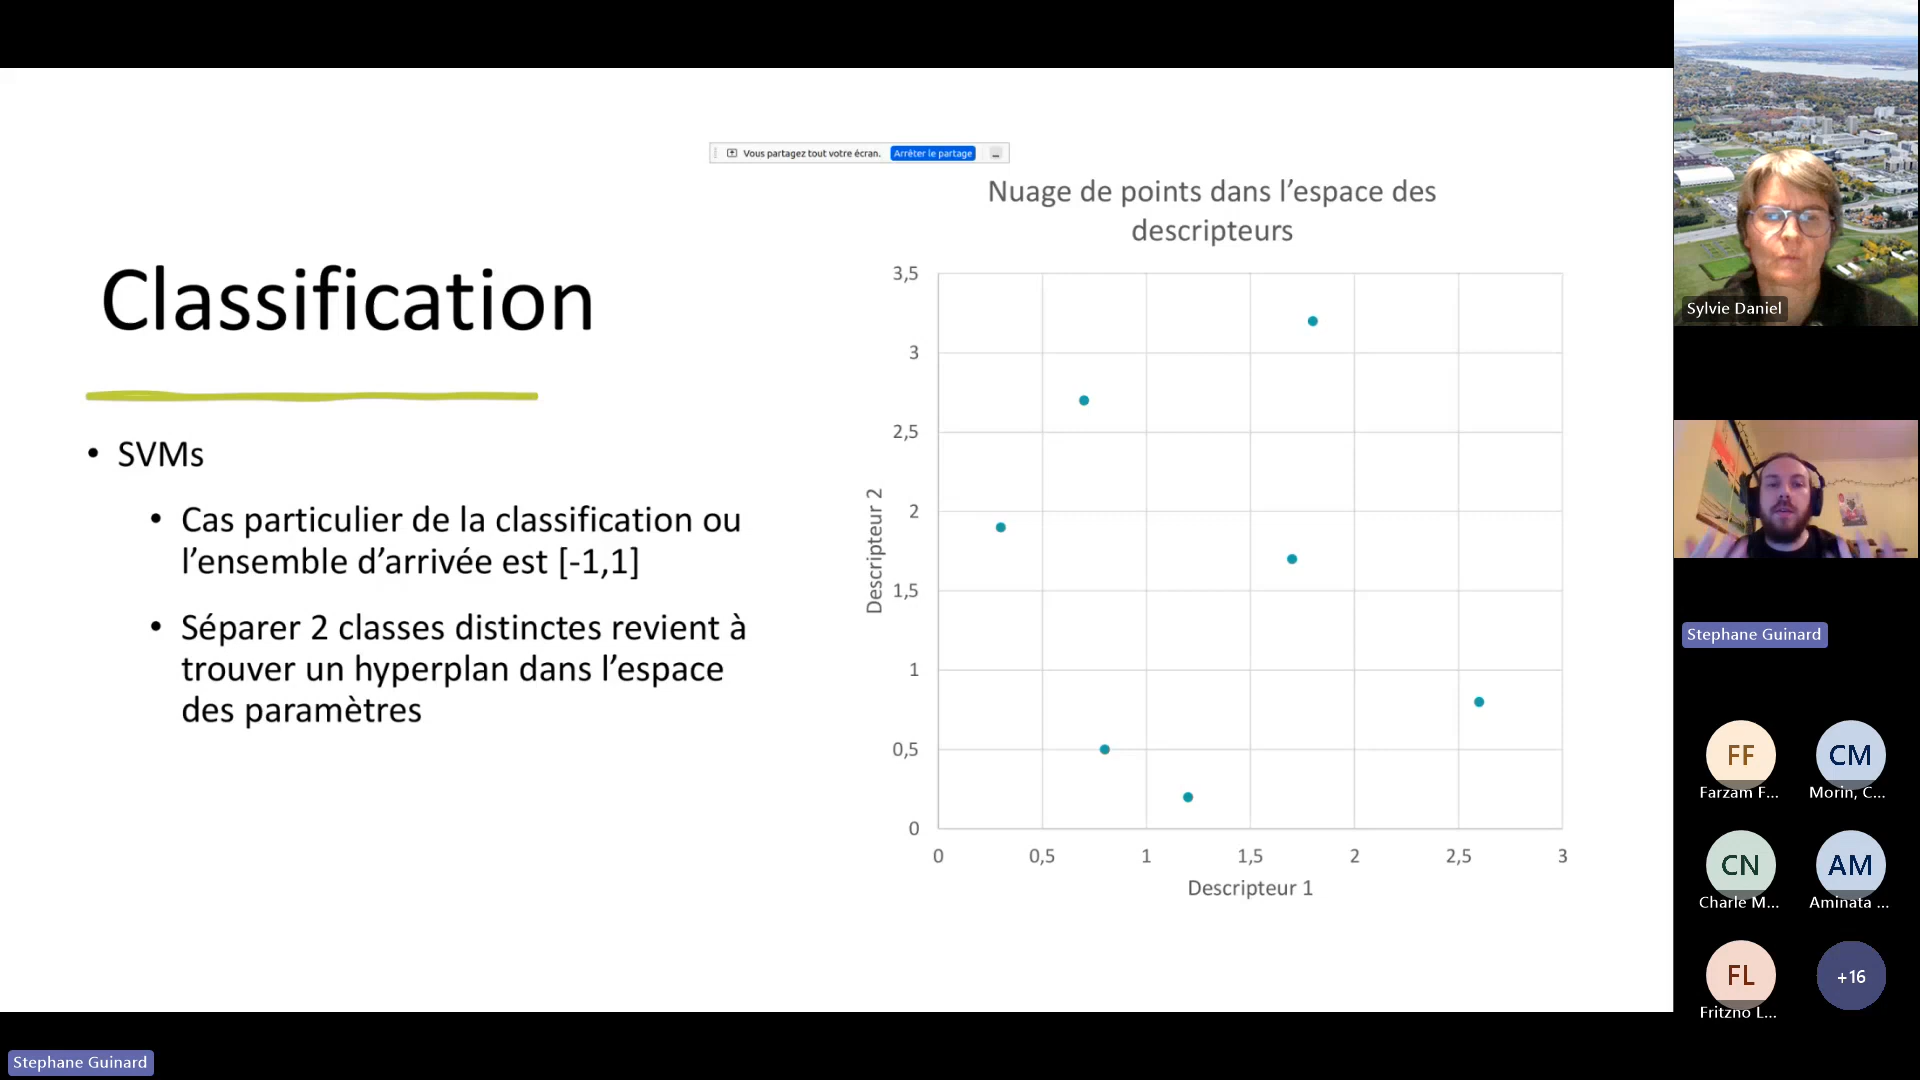 Vous partagez tout votre écran.
Arrêter le partage
Classification
• SVMs
• Cas particulier de la classification ou
l’ensemble d’arrivée est [-1,1]
• Séparer 2 classes distinctes revient à
trouver un hyperplan dans l’espace
des paramètres
Nuage de points dans l’espace des
descripteurs
3,5
3
2,5
2
1,5
1
0,5
0
Descripteur 2
0
0,5
1
1,5
2
2,5
3
Descripteur 1
Sylvie Daniel
Stephane Guinard
FF
Farzam F...
CM
Morin, C...
CN
Charle M...
AM
Aminata ...
FL
Fritzno L...
+16
Stephane Guinard